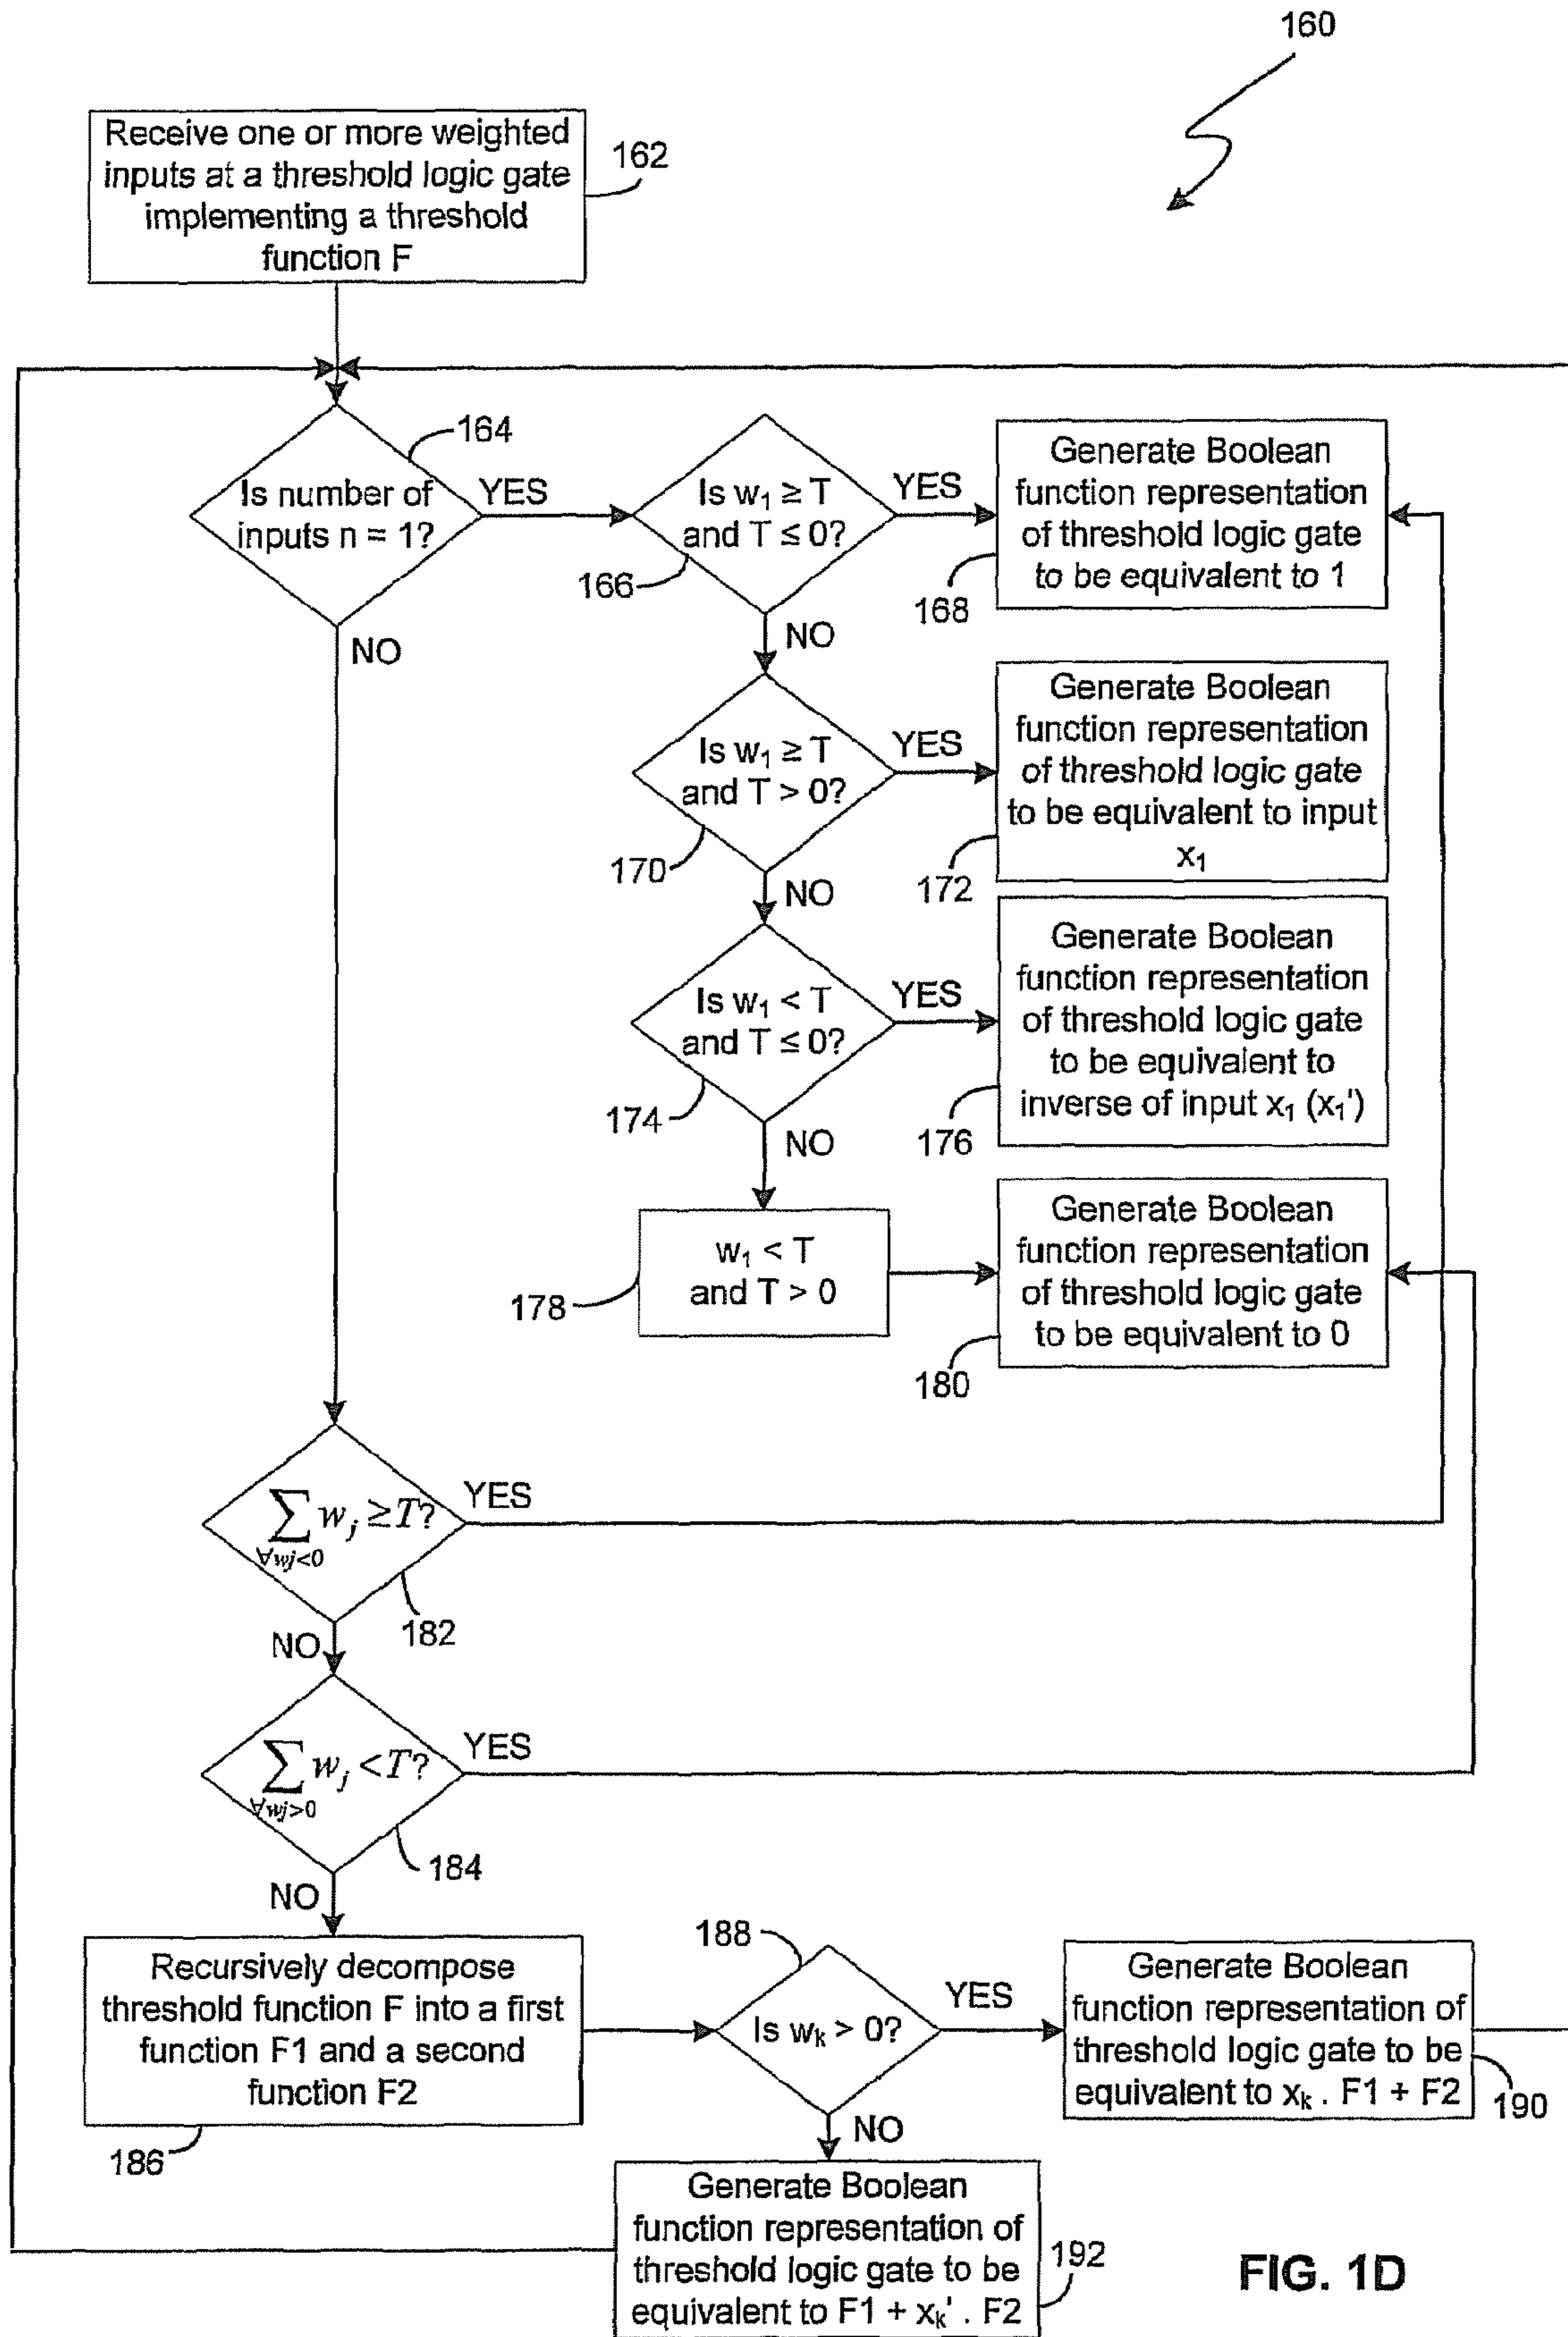 160
Receive one or more weighted
inputs at a threshold logic gate
implementing a threshold
function F
162
164
Is number of
inputs n = 1?
YES
NO
Is w₁ ≥ T
and T ≤ 0?
YES
166
NO
Generate Boolean
function representation
of threshold logic gate
to be equivalent to 1
168
Is w₁ ≥ T
and T > 0?
YES
170
NO
Generate Boolean
function representation
of threshold logic gate
to be equivalent to input
x₁
172
Is w₁ < T
and T ≤ 0?
YES
174
NO
Generate Boolean
function representation
of threshold logic gate
to be equivalent to
inverse of input x₁ (x₁')
176
w₁ < T
and T > 0
178
Generate Boolean
function representation
of threshold logic gate
to be equivalent to 0
180
∑ wⱼ ≥T?
∀wj<0
YES
182
NO
∑ wⱼ <T?
∀wj>0
YES
184
NO
Recursively decompose
threshold function F into a first
function F1 and a second
function F2
186
188
Is wₖ > 0?
YES
NO
Generate Boolean
function representation of
threshold logic gate to be
equivalent to xₖ . F1 + F2
190
Generate Boolean
function representation of
threshold logic gate to be
equivalent to F1 + xₖ' . F2
192
FIG. 1D